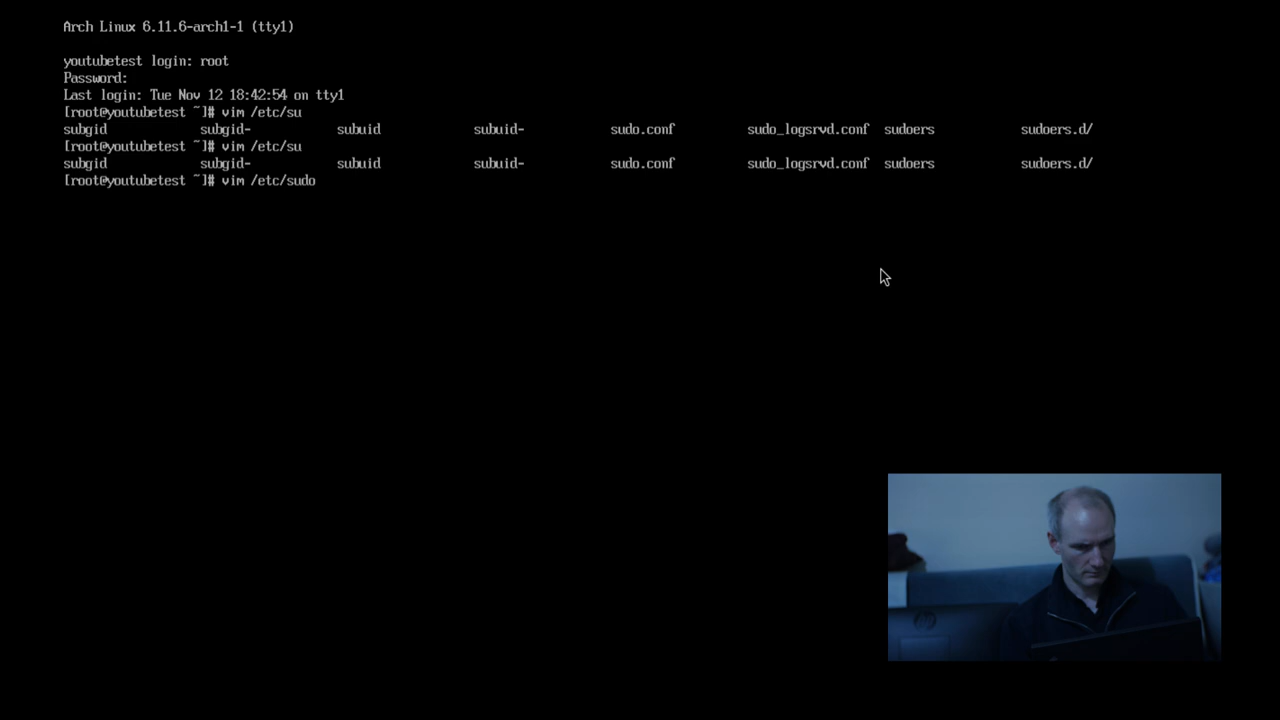 Arch Linux 6.11.6-arch1-1 (tty1)
youtubetest login: root
Password:
Last login: Tue Nov 12 18:42:54 on tty1
[root@youtubetest ~]# vim /etc/su
subgid subgid- subuid subuid- sudo.conf sudo_logsrvd.conf sudoers sudoers.d/
[root@youtubetest ~]# vim /etc/su
subgid subgid- subuid subuid- sudo.conf sudo_logsrvd.conf sudoers sudoers.d/
[root@youtubetest ~]# vim /etc/sudo
hp